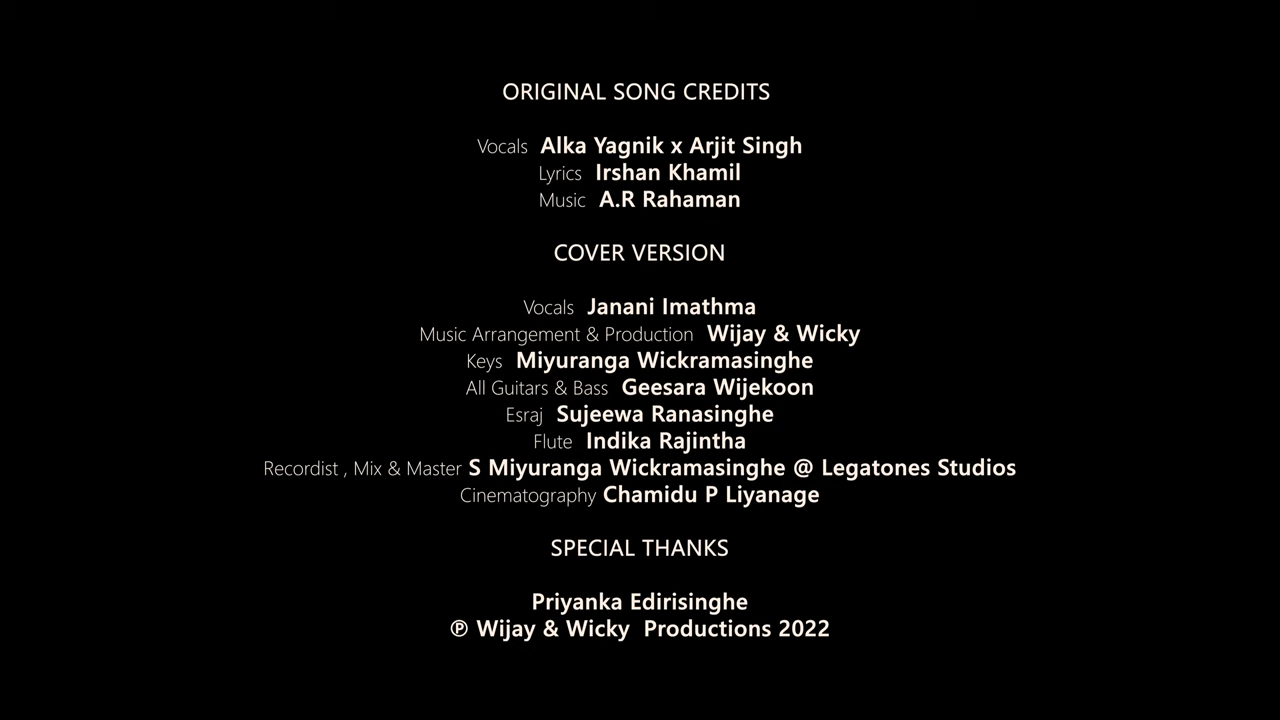 ORIGINAL SONG CREDITS
Vocals Alka Yagnik x Arjit Singh
Lyrics Irshan Khamil
Music A.R Rahaman
COVER VERSION
Vocals Janani Imathma
Music Arrangement & Production Wijay & Wicky
Keys Miyuranga Wickramasinghe
All Guitars & Bass Geesara Wijekoon
Esraj Sujeewa Ranasinghe
Flute Indika Rajintha
Recordist , Mix & Master S Miyuranga Wickramasinghe @ Legatones Studios
Cinematography Chamidu P Liyanage
SPECIAL THANKS
Priyanka Edirisinghe
℗ Wijay & Wicky Productions 2022